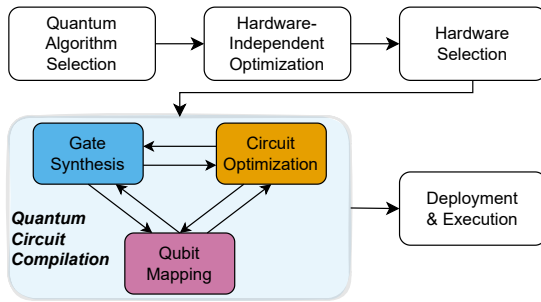 Quantum
Algorithm
Selection
Hardware-
Independent
Optimization
Hardware
Selection
Gate
Synthesis
Circuit
Optimization
Quantum
Circuit
Compilation
Qubit
Mapping
Deployment
& Execution